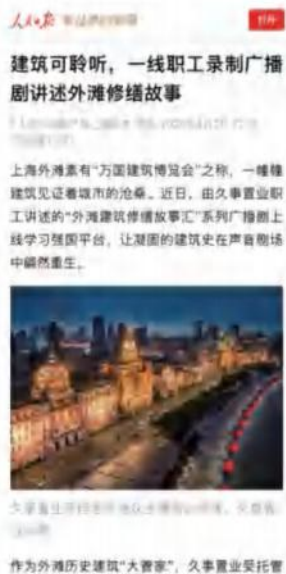 人民日报
打开
建筑可聆听，一线职工录制广播
剧讲述外滩修缮故事
上海外滩素有“万国建筑博览会”之称，一幢幢
建筑见证着城市的沧桑。近日，由久事置业职
工讲述的“外滩建筑修缮故事汇”系列广播剧上
线学习强国平台，让凝固的建筑史在声音剧场
中翩然重生。
作为外滩历史建筑“大管家”，久事置业受托管